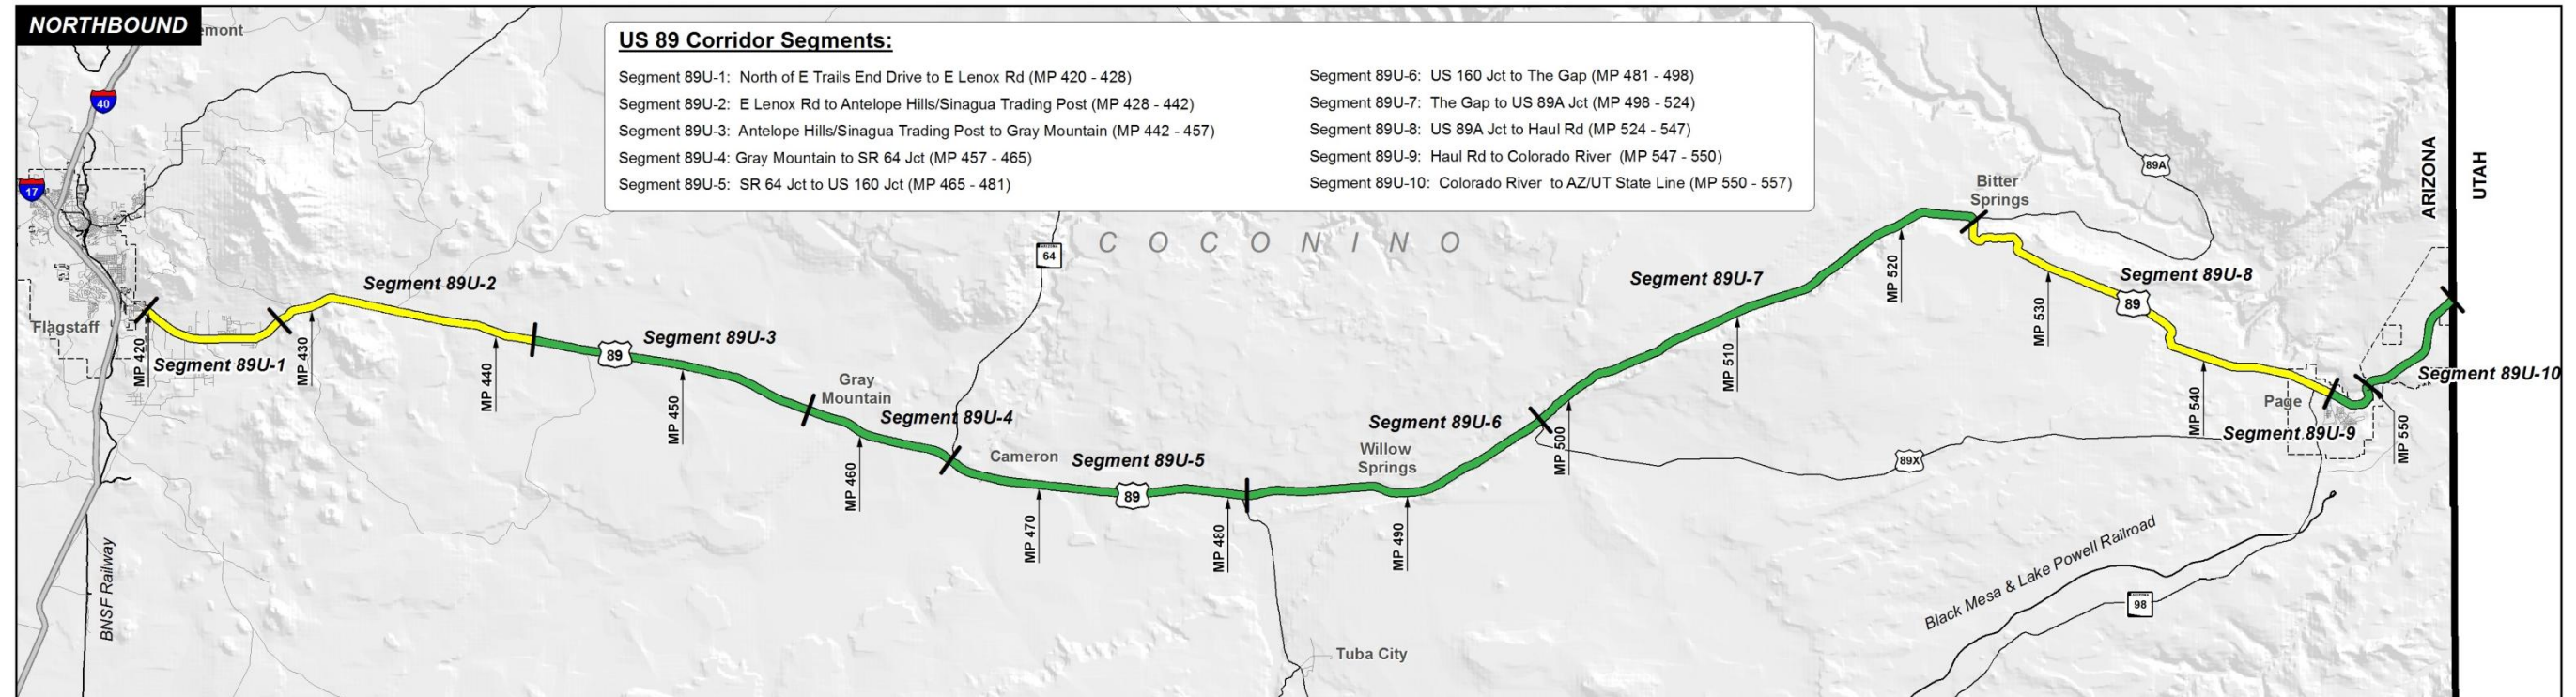 NORTHBOUND
emont
US 89 Corridor Segments:
Segment 89U-1: North of E Trails End Drive to E Lenox Rd (MP 420 - 428)
Segment 89U-2: E Lenox Rd to Antelope Hills/Sinagua Trading Post (MP 428 - 442)
Segment 89U-3: Antelope Hills/Sinagua Trading Post to Gray Mountain (MP 442 - 457)
Segment 89U-4: Gray Mountain to SR 64 Jct (MP 457 - 465)
Segment 89U-5: SR 64 Jct to US 160 Jct (MP 465 - 481)
Segment 89U-6: US 160 Jct to The Gap (MP 481 - 498)
Segment 89U-7: The Gap to US 89A Jct (MP 498 - 524)
Segment 89U-8: US 89A Jct to Haul Rd (MP 524 - 547)
Segment 89U-9: Haul Rd to Colorado River (MP 547 - 550)
Segment 89U-10: Colorado River to AZ/UT State Line (MP 550 - 557)
40
17
89A
ARIZONA
UTAH
Bitter
Springs
COCONINO
64
Segment 89U-2
Segment 89U-7
Segment 89U-8
MP 520
MP 530
89
Flagstaff
MP 420
Segment 89U-1
MP 430
MP 440
Segment 89U-3
89
MP 450
Gray
Mountain
MP 510
Segment 89U-4
MP 460
Segment 89U-10
Page
MP 540
Segment 89U-9
MP 550
Segment 89U-6
Cameron
Segment 89U-5
Willow
Springs
MP 500
89X
89
MP 470
MP 480
MP 490
BNSF Railway
Black Mesa & Lake Powell Railroad
98
Tuba City